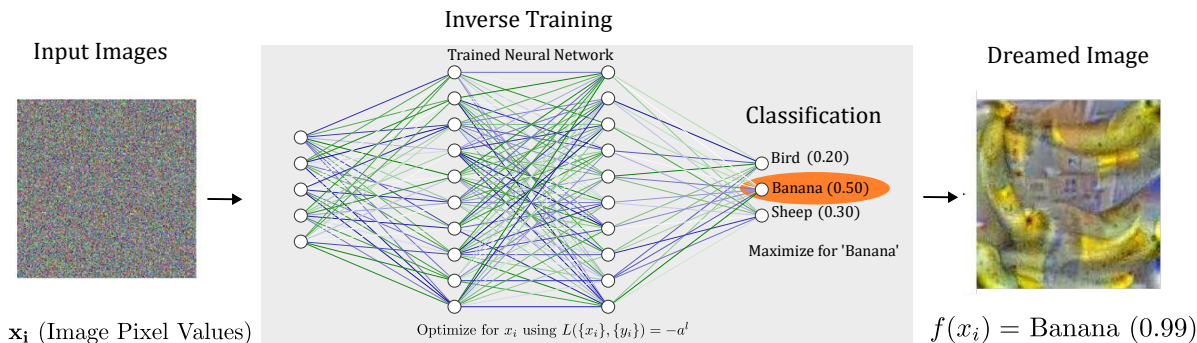 Inverse Training
Input Images
Trained Neural Network
Dreamed Image
Classification
Bird (0.20)
Banana (0.50)
Sheep (0.30)
Maximize for 'Banana'
Optimize for $x_i$ using $L(\{x_i\}, \{y_i\}) = -a^l$
$\mathbf{x_i}$ (Image Pixel Values)
$f(x_i) = $ Banana (0.99)